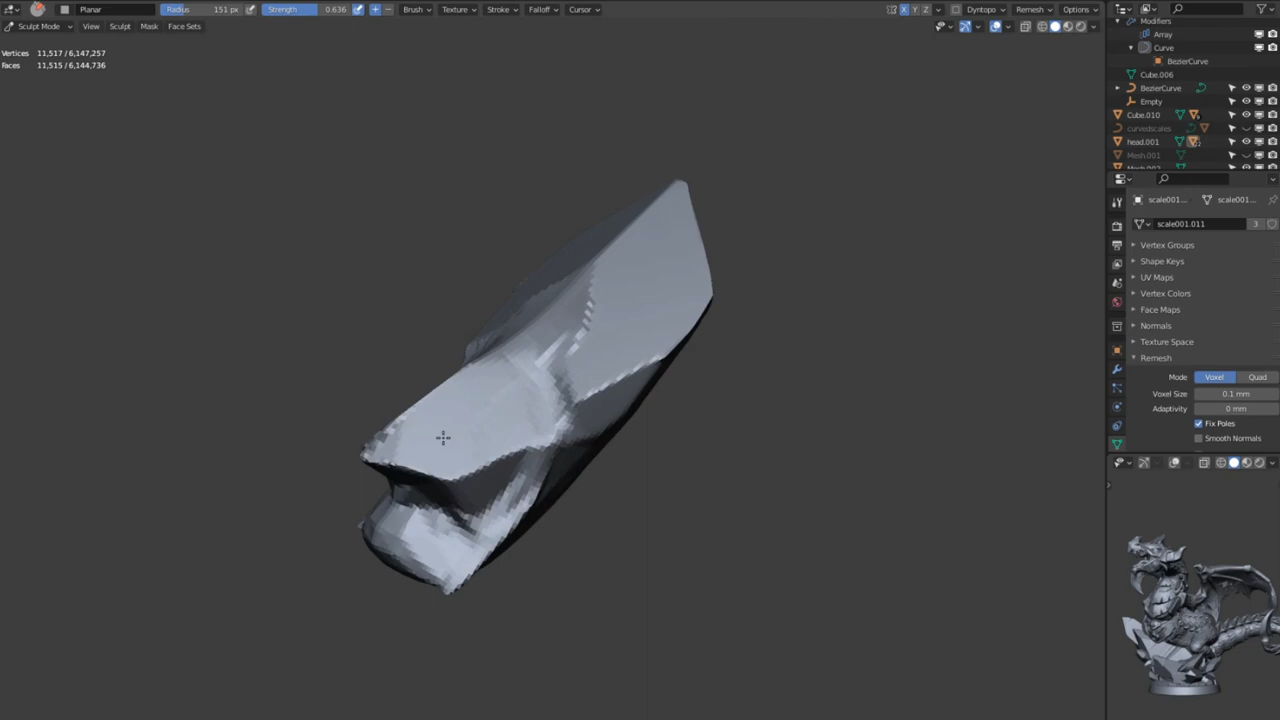 Planar Radius 151 px Strength 0.636 Brush Texture Stroke Falloff Cursor
Sculpt Mode View Sculpt Mask Mask Face Sets X Y Z Dyntopo Remesh Options
Vertices 11,517 / 6,147,257
Faces 11,515 / 6,144,736
Modifiers
Array
Curve
BezierCurve
Cube.006
BezierCurve
Empty
Cube.010
curvedscales
head.001
Mesh.001
scale001... scale001...
scale001.011 3
Vertex Groups
Shape Keys
UV Maps
Vertex Colors
Face Maps
Normals
Texture Space
Remesh
Mode Voxel Quad
Voxel Size 0.1 mm
Adaptivity 0 mm
Fix Poles
Smooth Normals